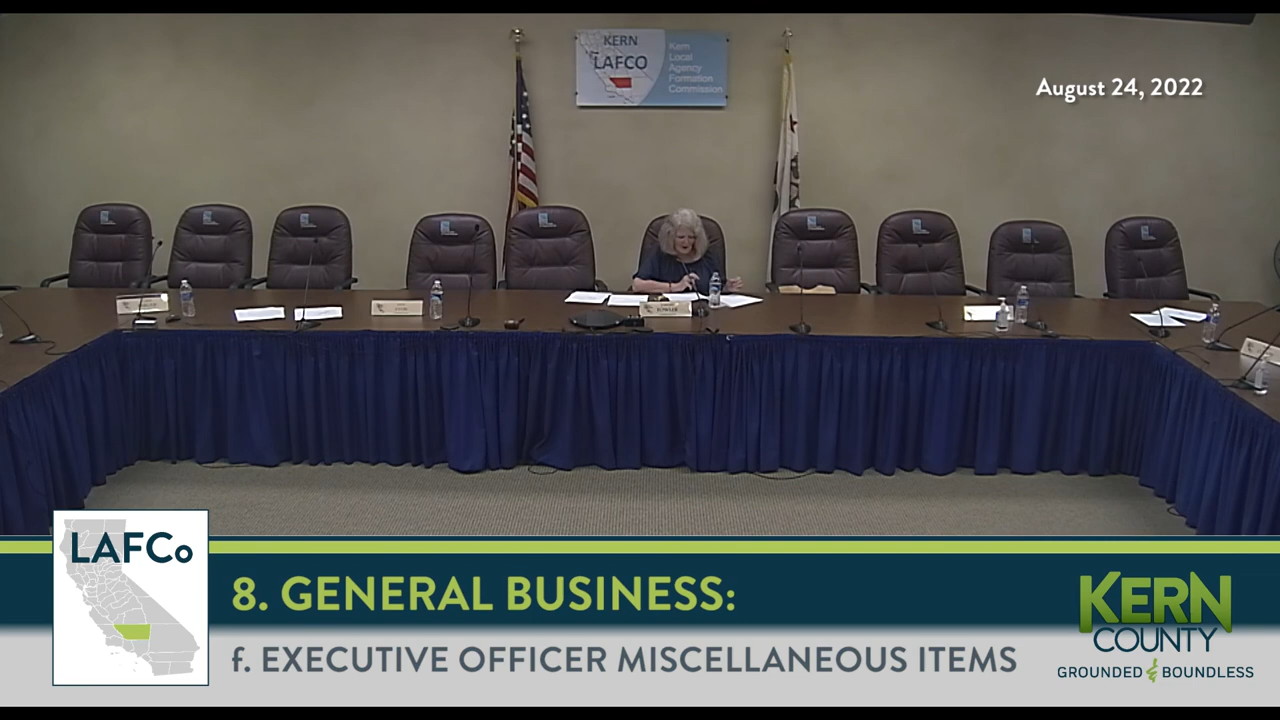 KERN
LAFCO
Kern
Local
Agency
Formation
Commission
August 24, 2022
FOWLER
LAFCo
8. GENERAL BUSINESS:
f. EXECUTIVE OFFICER MISCELLANEOUS ITEMS
KERN
COUNTY
GROUNDED BOUNDLESS